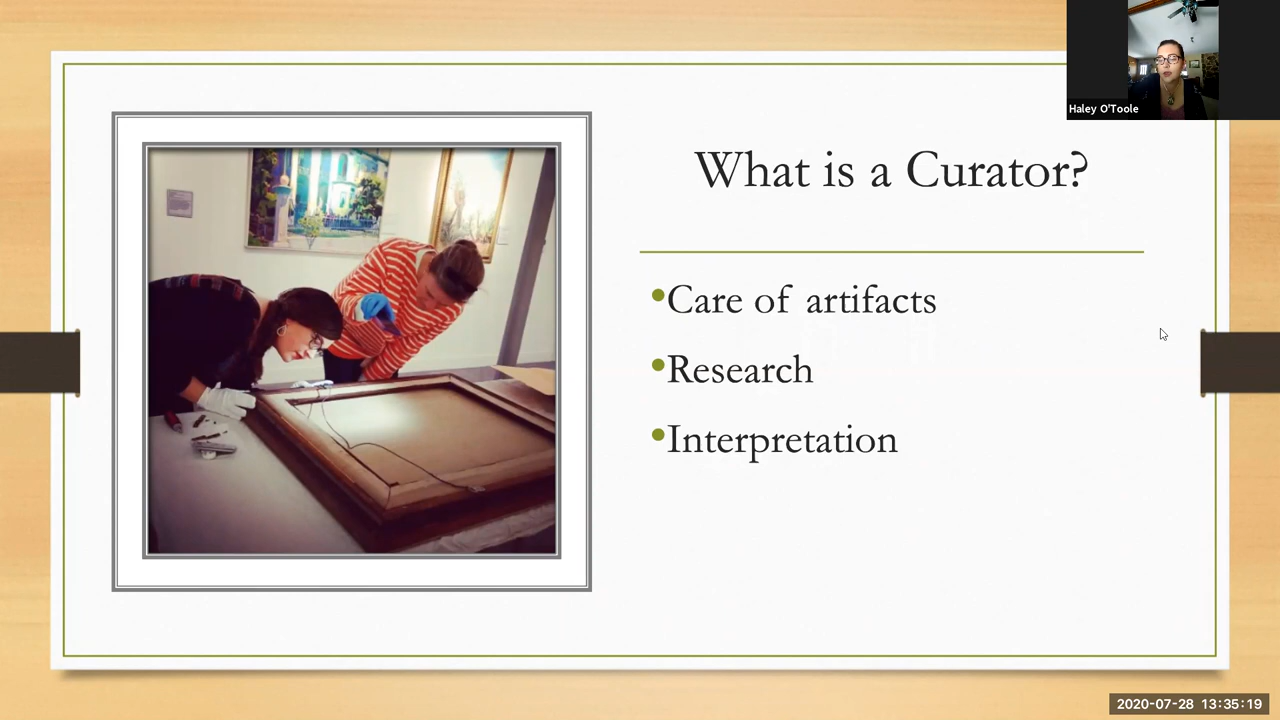 Haley O'Toole
What is a Curator?
•Care of artifacts
•Research
•Interpretation
2020-07-28 13:35:19